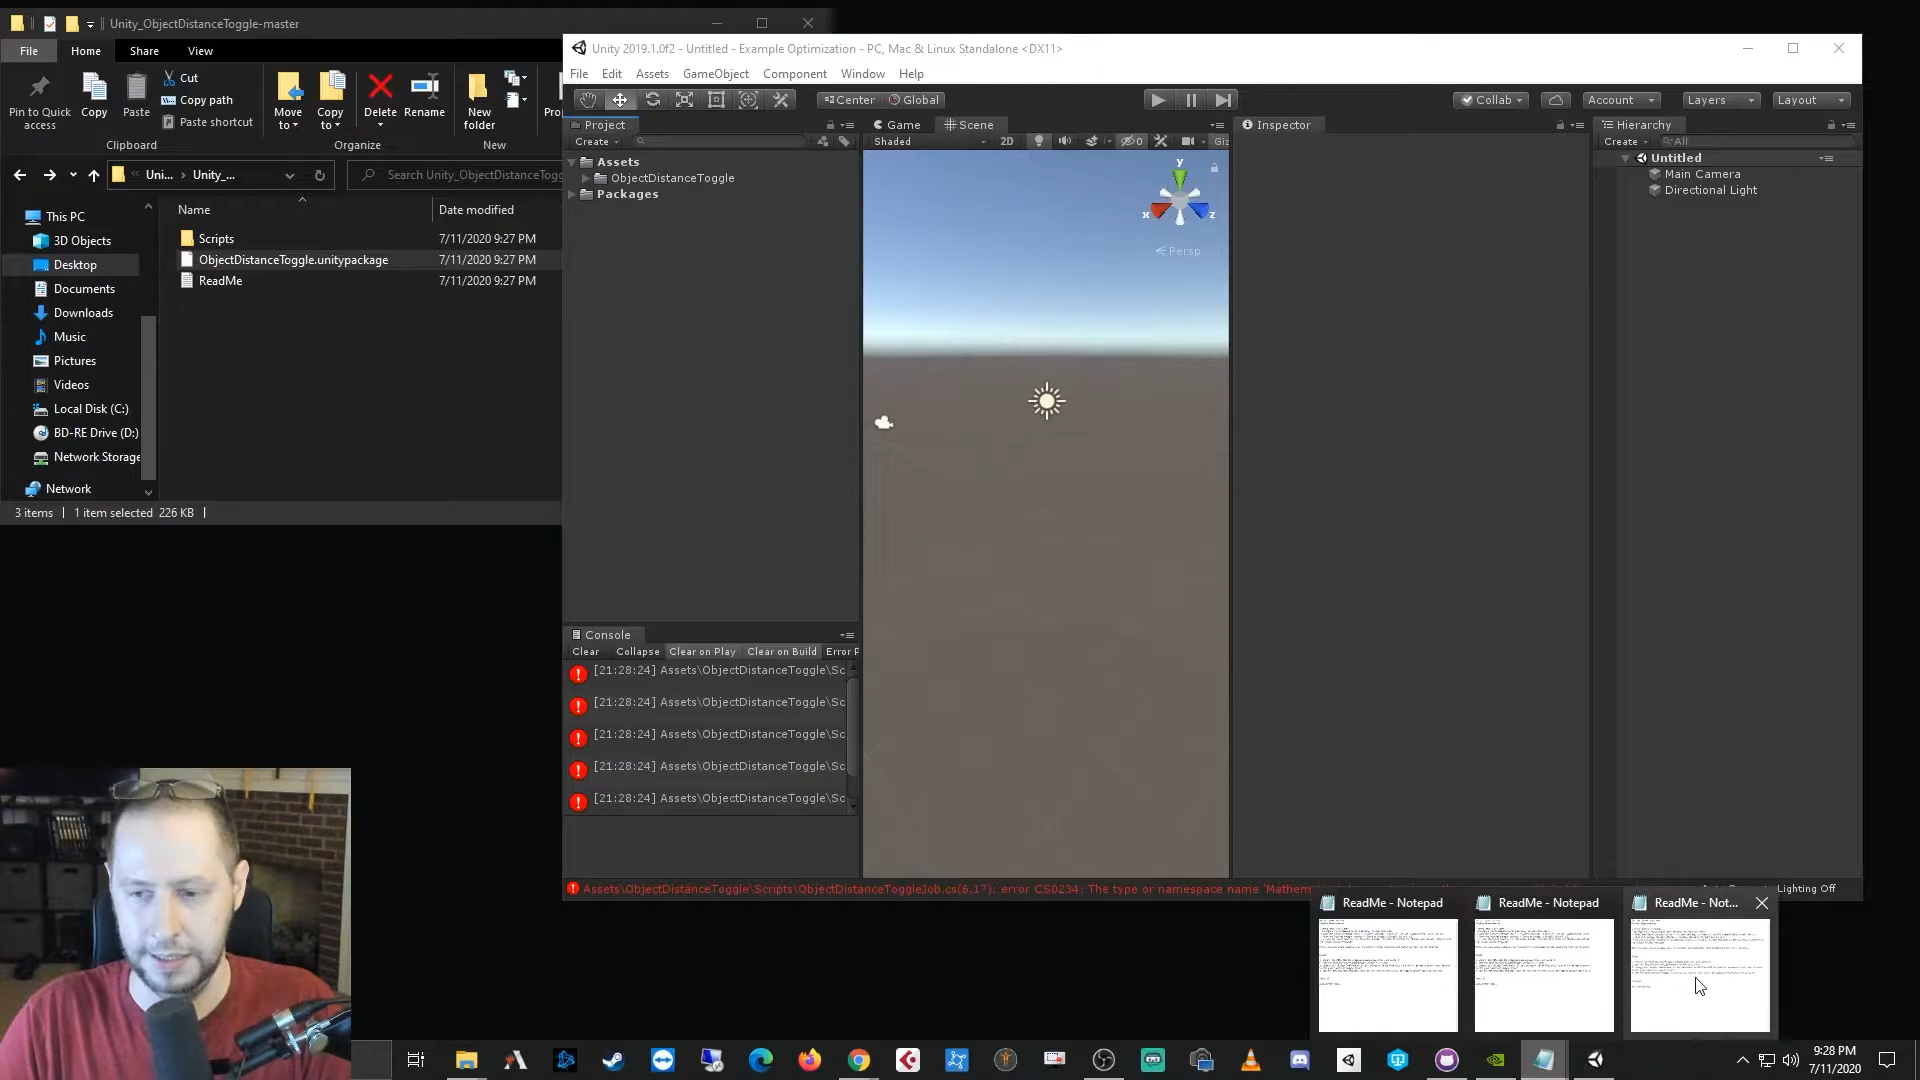 Unity_ObjectDistanceToggle-master
File Home Share View
Pin to Quick access
Copy
Paste
Cut
Copy path
Paste shortcut
Move to
Copy to
Delete
Rename
New folder
Clipboard
Organize
New
Uni...
Unity_...
Search Unity_ObjectDistanceTogg
This PC
3D Objects
Desktop
Documents
Downloads
Music
Pictures
Videos
Local Disk (C:)
BD-RE Drive (D:)
Network Storage
Network
Name Date modified
Scripts 7/11/2020 9:27 PM
ObjectDistanceToggle.unitypackage 7/11/2020 9:27 PM
ReadMe 7/11/2020 9:27 PM
3 items 1 item selected 226 KB
Unity 2019.1.0f2 - Untitled - Example Optimization - PC, Mac & Linux Standalone <DX11>
File Edit Assets GameObject Component Window Help
Center Global
Collab Account Layers Layout
Project
Create
Assets
ObjectDistanceToggle
Packages
Game Scene
Shaded 2D 0 Giz
y
x z
Persp
Inspector
Hierarchy
Create All
Untitled
Main Camera
Directional Light
Console
Clear Collapse Clear on Play Clear on Build Error P
[21:28:24] Assets\ObjectDistanceToggle\Sc
[21:28:24] Assets\ObjectDistanceToggle\Sc
[21:28:24] Assets\ObjectDistanceToggle\Sc
[21:28:24] Assets\ObjectDistanceToggle\Sc
[21:28:24] Assets\ObjectDistanceToggle\Sc
Assets\ObjectDistanceToggle\Scripts\ObjectDistanceToggleJob.cs(6,17): error CS0234: The type or namespace name 'Mathem
Lighting Off
ReadMe - Notepad
ReadMe - Notepad
ReadMe - Not...
9:28 PM
7/11/2020